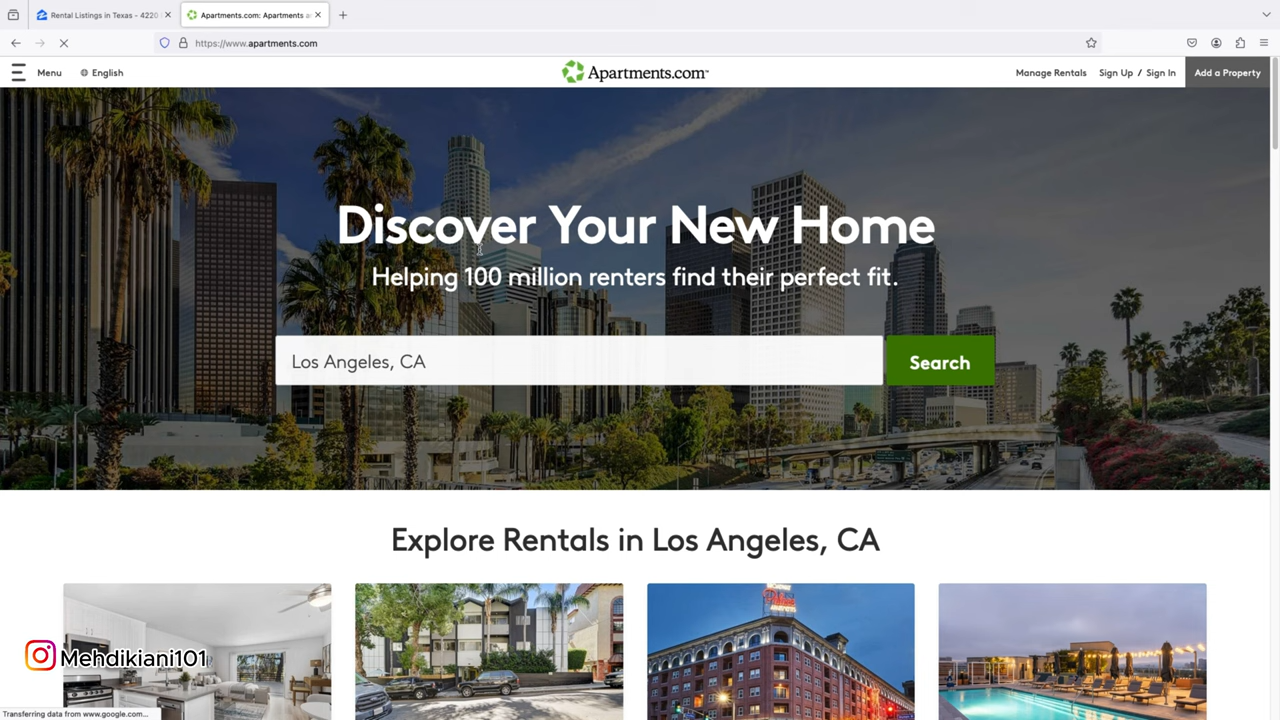 Rental Listings in Texas - 4220
Apartments.com: Apartments a
https://www.apartments.com
Menu
English
Apartments.com™
Manage Rentals
Sign Up / Sign In
Add a Property
Discover Your New Home
Helping 100 million renters find their perfect fit.
Los Angeles, CA
Search
Explore Rentals in Los Angeles, CA
Mehdikiani101
Transferring data from www.google.com...